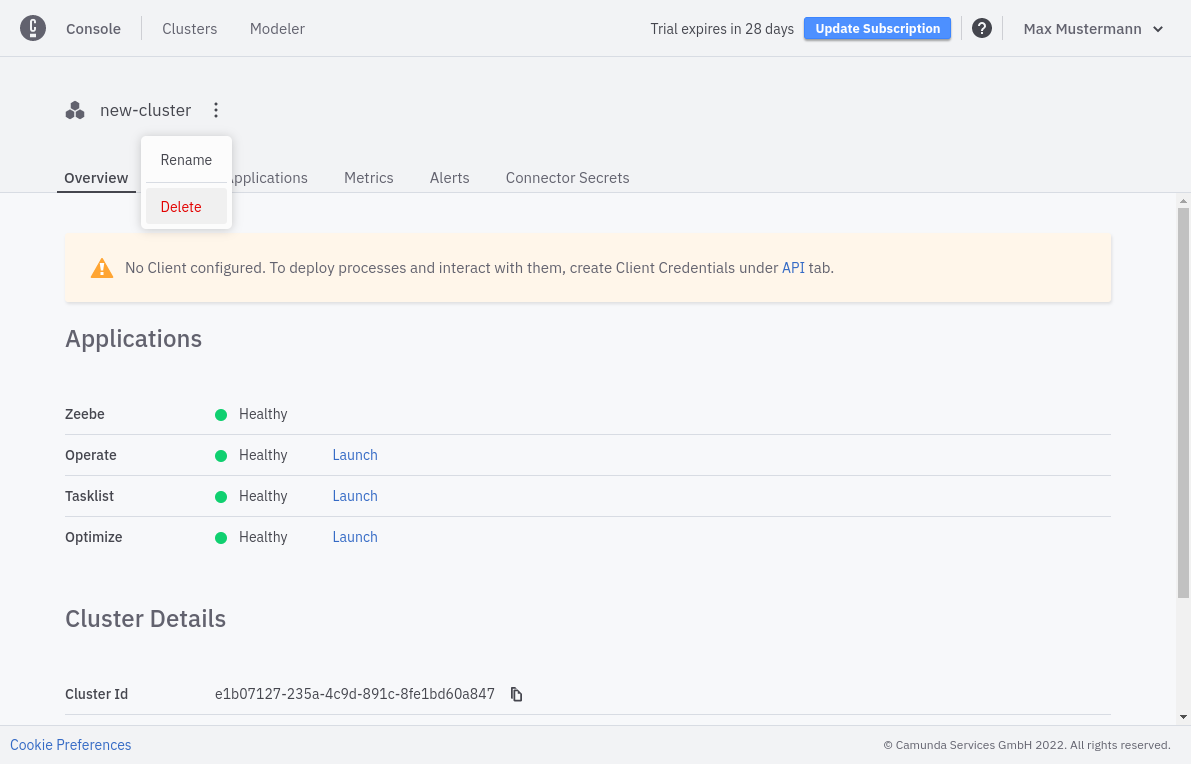 Console Clusters Modeler Trial expires in 28 days Update Subscription ? Max Mustermann
new-cluster
Rename
Overview pplications Metrics Alerts Connector Secrets
Delete
No Client configured. To deploy processes and interact with them, create Client Credentials under API tab.
Applications
Zeebe Healthy
Operate Healthy Launch
Tasklist Healthy Launch
Optimize Healthy Launch
Cluster Details
Cluster Id e1b07127-235a-4c9d-891c-8fe1bd60a847
Cookie Preferences © Camunda Services GmbH 2022. All rights reserved.